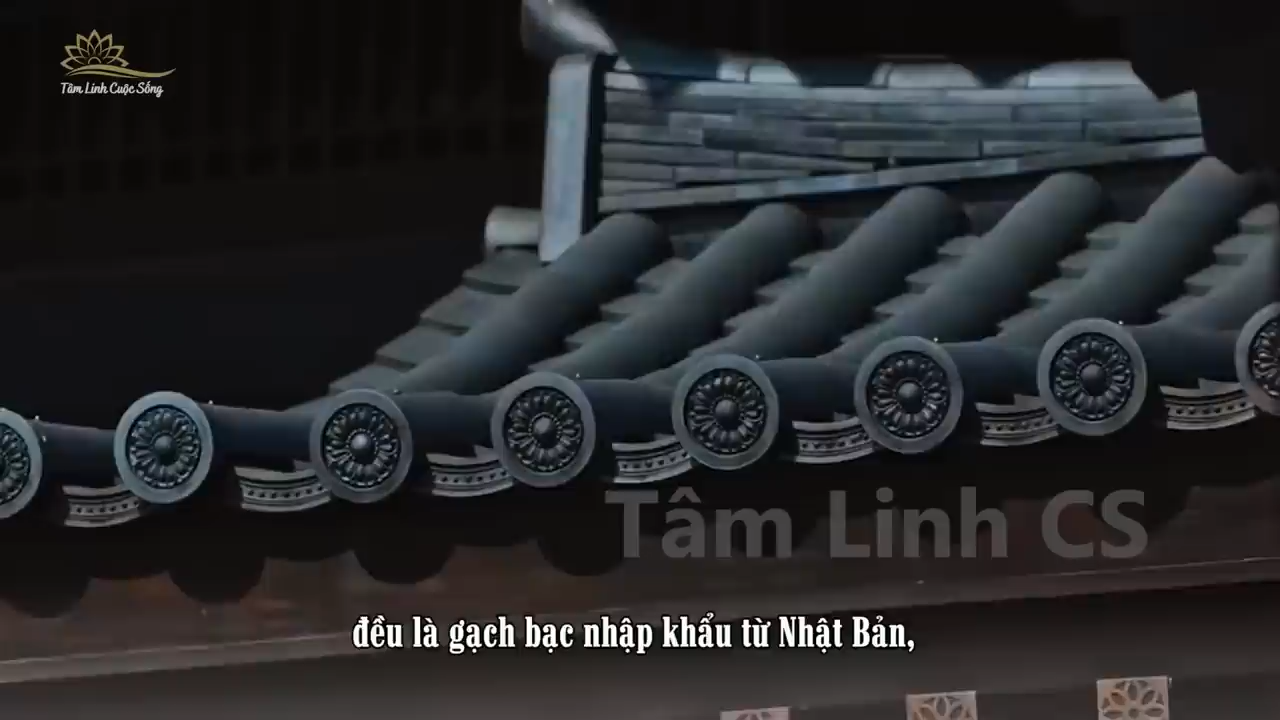 Tâm Linh Cuộc Sống
Tâm Linh CS
đều là gạch bạc nhập khẩu từ Nhật Bản,